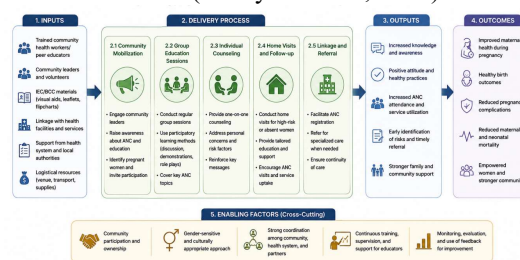 1. INPUTS
Trained community
health workers/
peer educators
Community leaders
and volunteers
IEC/BCC materials
(visual aids, leaflets,
flipcharts)
Linkage with health
facilities and services
Support from health
system and local
authorities
Logistical resources
(venue, transport,
supplies)
2. DELIVERY PROCESS
2.1 Community
Mobilization
• Engage community
leaders
• Raise awareness
about ANC and
education
• Identify pregnant
women and invite
participation
2.2 Group
Education
Sessions
• Conduct regular
group sessions
• Use participatory
learning methods
(discussion,
demonstrations,
role plays)
• Cover key ANC
topics
2.3 Individual
Counseling
• Provide one-on-one
counseling
• Address personal
concerns and
risk factors
• Reinforce key
messages
2.4 Home Visits
and Follow-up
• Conduct home
visits for high-risk
or absent women
• Provide tailored
education and
support
• Encourage ANC
visits and service
uptake
2.5 Linkage and
Referral
• Facilitate ANC
registration
• Refer for
specialized care
when needed
• Ensure continuity
of care
3. OUTPUTS
Increased knowledge
and awareness
Positive attitude and
healthy practices
Increased ANC
attendance and
service utilization
Early identification
of risks and timely
referral
Stronger family and
community support
4. OUTCOMES
Improved maternal
health during
pregnancy
Healthy birth
outcomes
Reduced pregnancy
complications
Reduced maternal
and neonatal
mortality
Empowered
women and
stronger
5. ENABLING FACTORS (Cross-Cutting)
Community
participation and
ownership
Gender-sensitive
and culturally
appropriate approach
Strong coordination
among community,
health system, and
partners
Continuous training,
supervision, and
support for educators
Monitoring, evaluation,
and use of feedback
for improvement